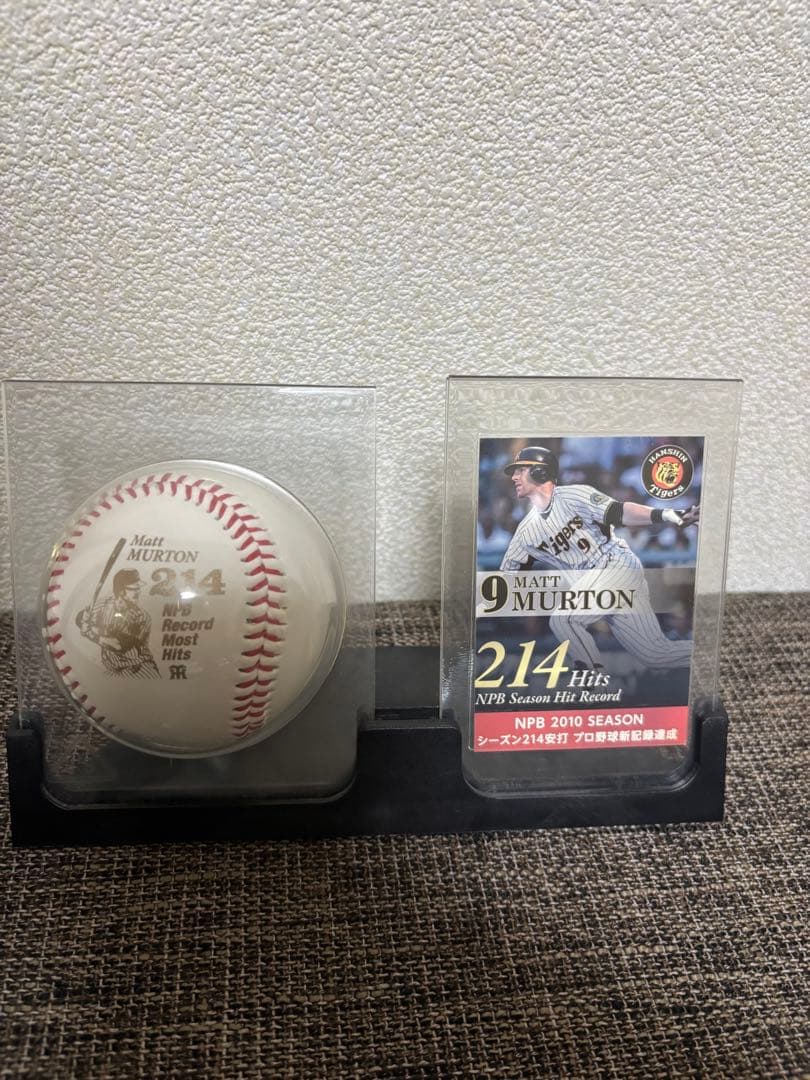 Matt
MURTON
214
NPB
Record
Most
Hits
HANSHIN
Tigers
Tigers
9
9 MATT
MURTON
214 Hits
NPB Season Hit Record
NPB 2010 SEASON
シーズン214安打 プロ野球新記録達成